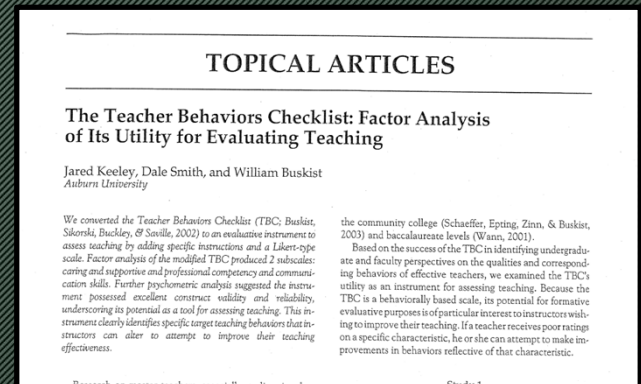 TOPICAL ARTICLES
The Teacher Behaviors Checklist: Factor Analysis
of Its Utility for Evaluating Teaching
Jared Keeley, Dale Smith, and William Buskist
Auburn University
We converted the Teacher Behaviors Checklist (TBC; Buskist,
Sikorski, Buckley, & Saville, 2002) to an evaluative instrument to
assess teaching by adding specific instructions and a Likert-type
scale. Factor analysis of the modified TBC produced 2 subscales:
caring and supportive and professional competency and communi-
cation skills. Further psychometric analysis suggested the instru-
ment possessed excellent construct validity and reliability,
underscoring its potential as a tool for assessing teaching. This in-
strument clearly identifies specific target teaching behaviors that in-
structors can alter to attempt to improve their teaching
effectiveness.
the community college (Schaeffer, Epting, Zinn, & Buskist,
2003) and baccalaureate levels (Wann, 2001).
Based on the success of the TBC in identifying undergradu-
ate and faculty perspectives on the qualities and correspond-
ing behaviors of effective teachers, we examined the TBC's
utility as an instrument for assessing teaching. Because the
TBC is a behaviorally based scale, its potential for formative
evaluative purposes is of particular interest to instructors wish-
ing to improve their teaching. If a teacher receives poor ratings
on a specific characteristic, he or she can attempt to make im-
provements in behaviors reflective of that characteristic.